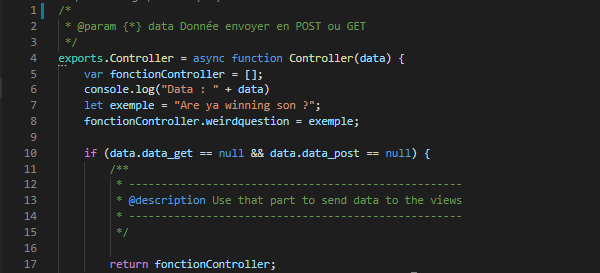 1 /*
2 * @param {*} data Donnée envoyer en POST ou GET
3 */
4 exports.Controller = async function Controller(data) {
5 var fonctionController = [];
6 console.log("Data : " + data)
7 let exemple = "Are ya winning son ?";
8 fonctionController.weirdquestion = exemple;
9
10 if (data.data_get == null && data.data_post == null) {
11 /**
12 * ----------------------------------------------------
13 * @description Use that part to send data to the views
14 * ----------------------------------------------------
15 */
16
17 return fonctionController;